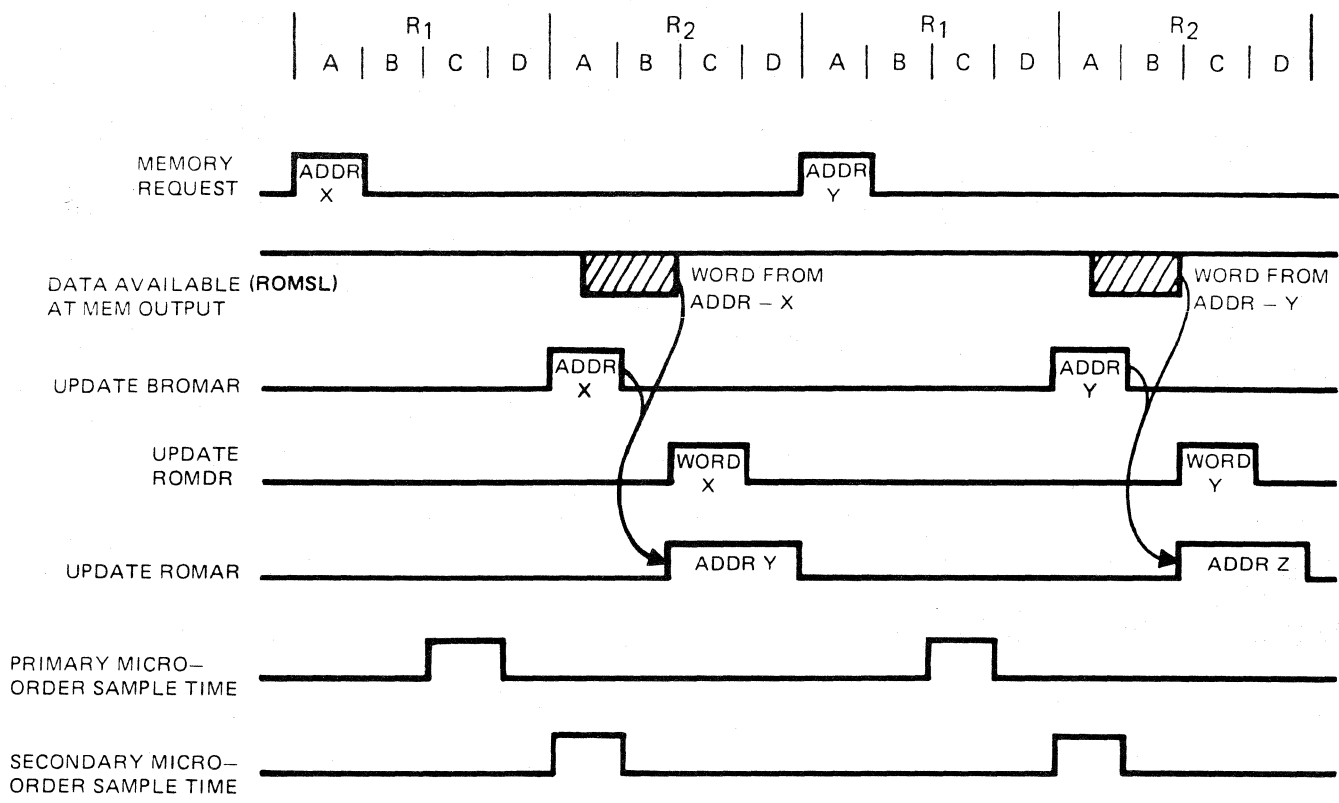 R1 R2 R1 R2
A B C D A B C D A B C D A B C D
MEMORY
REQUEST
ADDR
X
ADDR
Y
DATA AVAILABLE (ROMSL)
AT MEM OUTPUT
WORD FROM
ADDR – X
WORD FROM
ADDR – Y
UPDATE BROMAR
ADDR
X
ADDR
Y
UPDATE
ROMDR
WORD
X
WORD
Y
UPDATE ROMAR
ADDR Y
ADDR Z
PRIMARY MICRO–
ORDER SAMPLE TIME
SECONDARY MICRO–
ORDER SAMPLE TIME